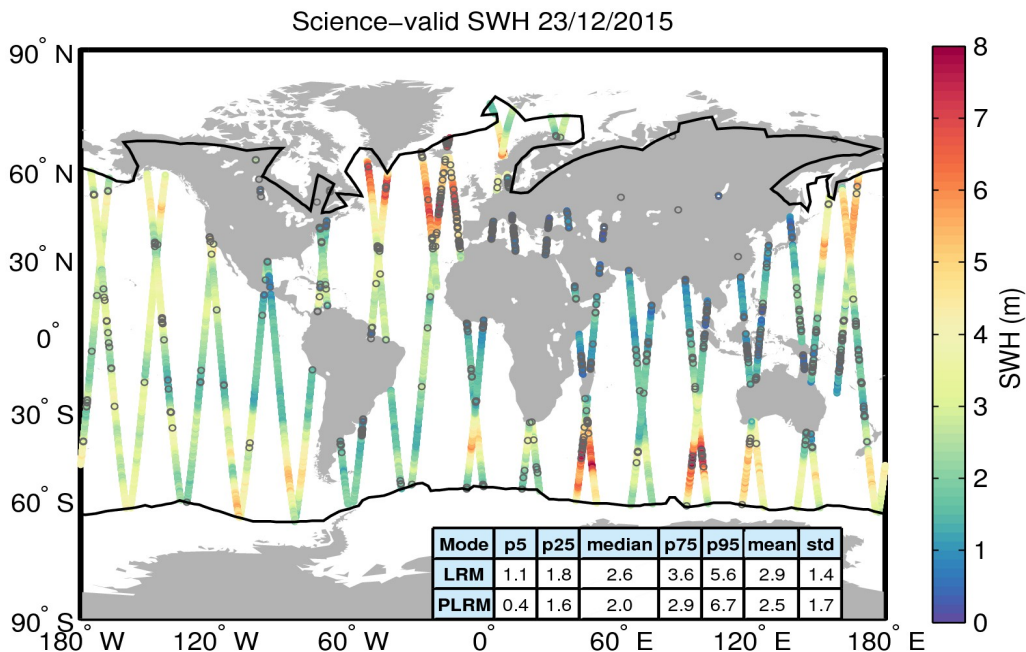 Science−valid SWH 23/12/2015
90° N
60° N
30° N
0°
30° S
60° S
90° S
180° W
120° W
60° W
0°
60° E
120° E
180° E
Mode p5 p25 median p75 p95 mean std
LRM 1.1 1.8 2.6 3.6 5.6 2.9 1.4
PLRM 0.4 1.6 2.0 2.9 6.7 2.5 1.7
8
7
6
5
4
3
2
1
0
SWH (m)